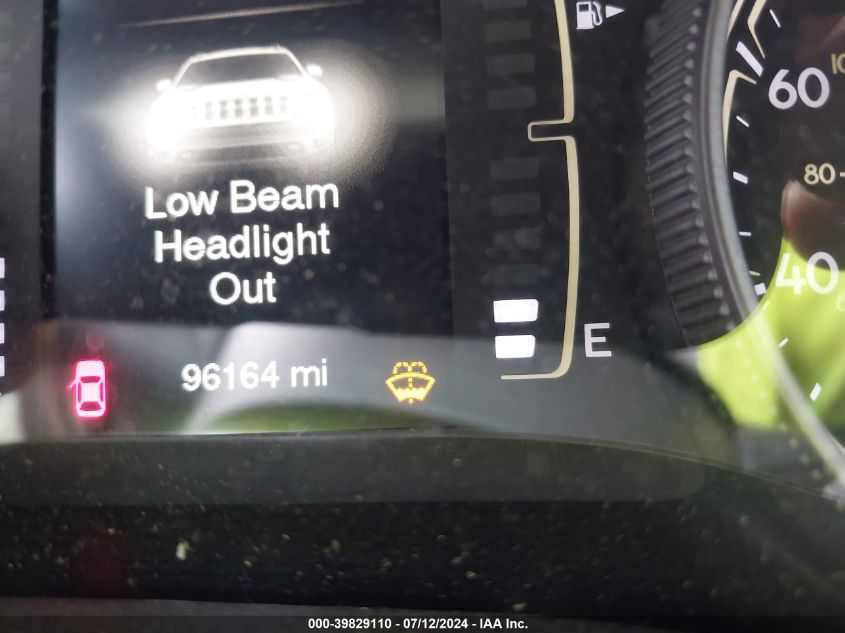 60
80
Low Beam
Headlight
Out
40
E
96164 mi
000-39829110 - 07/12/2024 - IAA Inc.